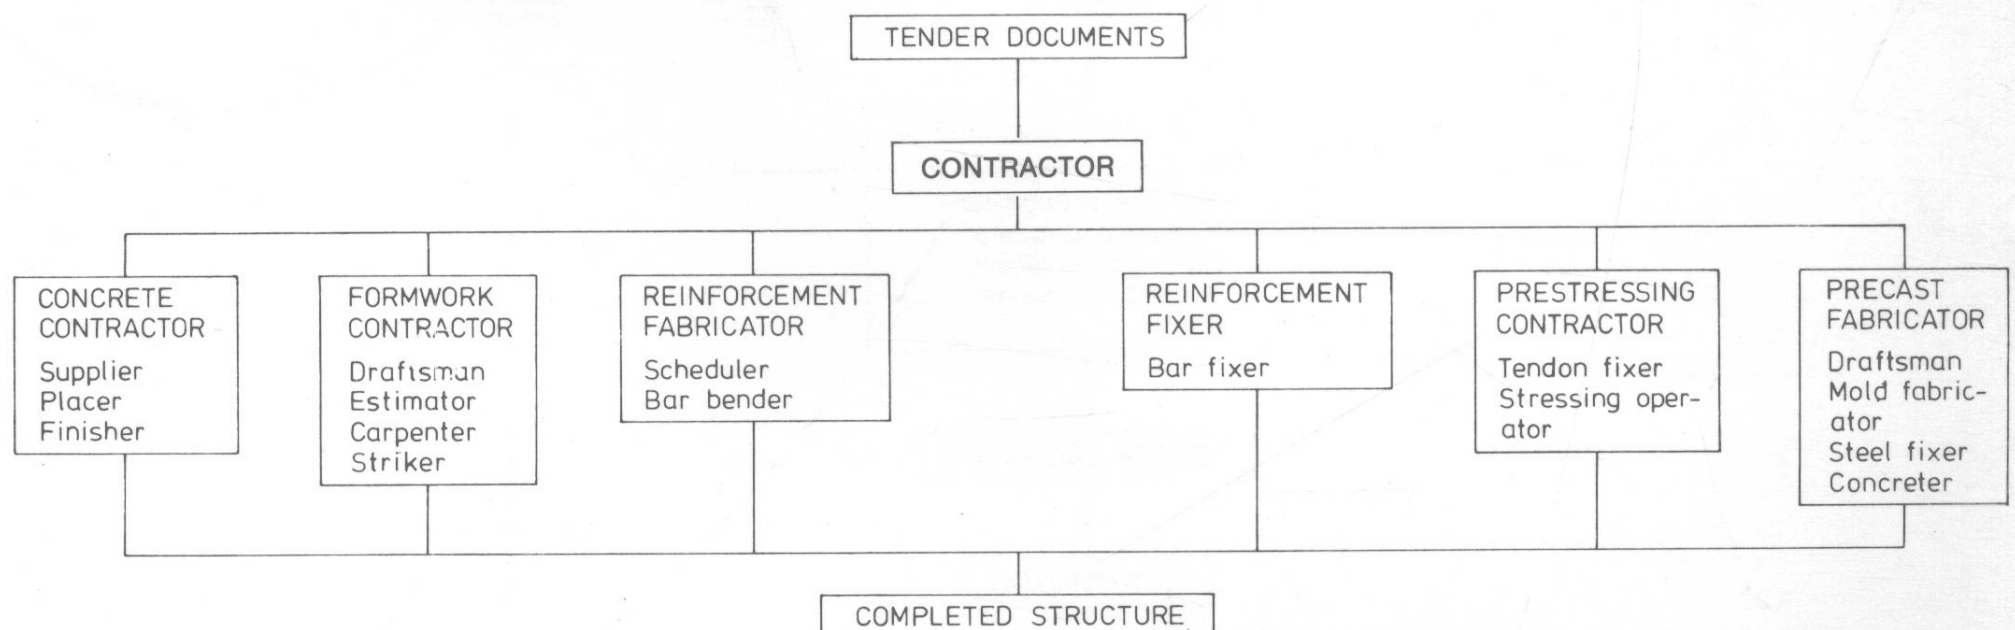 TENDER DOCUMENTS
CONTRACTOR
CONCRETE
CONTRACTOR
Supplier
Placer
Finisher
FORMWORK
CONTRACTOR
Draftsman
Estimator
Carpenter
Striker
REINFORCEMENT
FABRICATOR
Scheduler
Bar bender
REINFORCEMENT
FIXER
Bar fixer
PRESTRESSING
CONTRACTOR
Tendon fixer
Stressing oper-
ator
PRECAST
FABRICATOR
Draftsman
Mold fabric-
ator
Steel fixer
Concreter
COMPLETED STRUCTURE